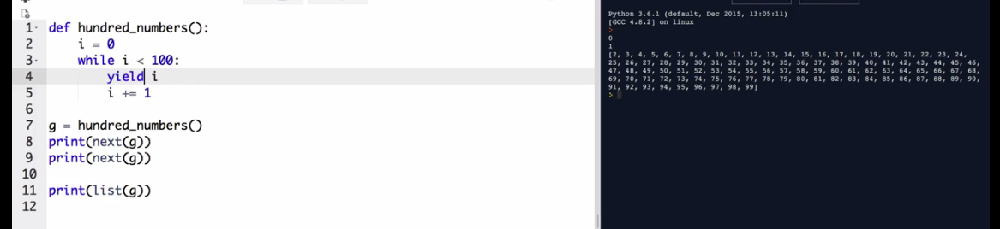 1 def hundred_numbers():
2 i = 0
3 while i < 100:
4 yield i
5 i += 1
6
7 g = hundred_numbers()
8 print(next(g))
9 print(next(g))
10
11 print(list(g))
12
Python 3.6.1 (default, Dec 2015, 13:05:11)
[GCC 4.8.2] on linux
>
0
1
[2, 3, 4, 5, 6, 7, 8, 9, 10, 11, 12, 13, 14, 15, 16, 17, 18, 19, 20, 21, 22, 23, 24,
25, 26, 27, 28, 29, 30, 31, 32, 33, 34, 35, 36, 37, 38, 39, 40, 41, 42, 43, 44, 45, 46,
47, 48, 49, 50, 51, 52, 53, 54, 55, 56, 57, 58, 59, 60, 61, 62, 63, 64, 65, 66, 67, 68,
69, 70, 71, 72, 73, 74, 75, 76, 77, 78, 79, 80, 81, 82, 83, 84, 85, 86, 87, 88, 89, 90,
91, 92, 93, 94, 95, 96, 97, 98, 99]
>